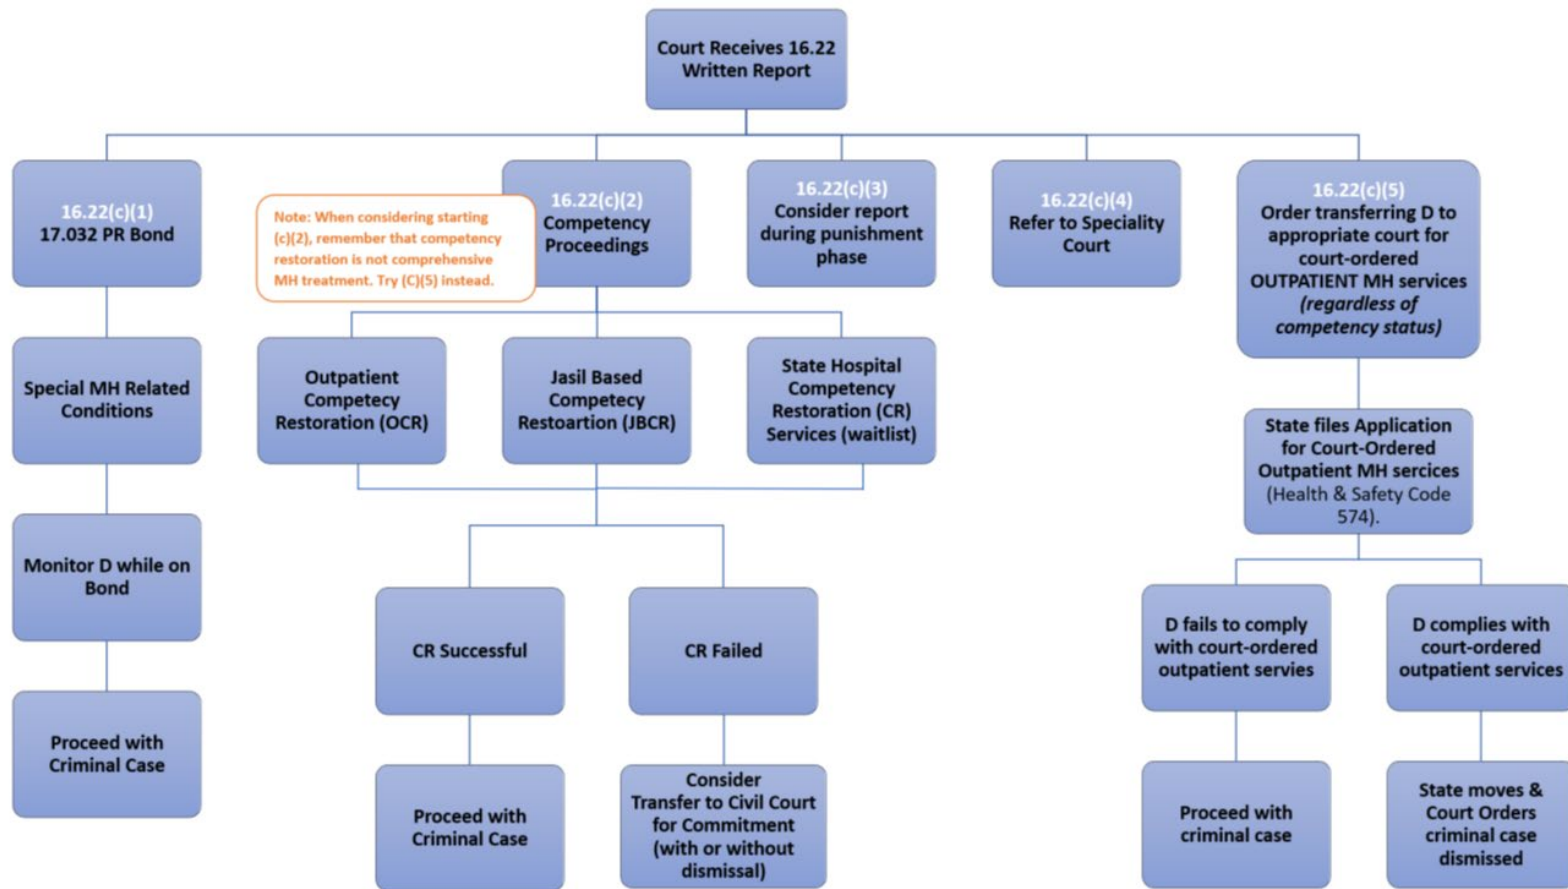 Court Receives 16.22
Written Report
16.22(c)(1)
17.032 PR Bond
Note: When considering starting
(c)(2), remember that competency
restoration is not comprehensive
MH treatment. Try (C)(5) instead.
16.22(c)(2)
Competency
Proceedings
16.22(c)(3)
Consider report
during punishment
phase
16.22(c)(4)
Refer to Speciality
Court
16.22(c)(5)
Order transferring D to
appropriate court for
court-ordered
OUTPATIENT MH services
(regardless of
competency status)
Special MH Related
Conditions
Outpatient
Competecy
Restoration (OCR)
Jasil Based
Competecy
Restoartion (JBCR)
State Hospital
Competency
Restoration (CR)
Services (waitlist)
State files Application
for Court-Ordered
Outpatient MH sercices
(Health & Safety Code
574).
Monitor D while on
Bond
CR Successful
CR Failed
D fails to comply
with court-ordered
outpatient servies
D complies with
court-ordered
outpatient services
Proceed with
Criminal Case
Proceed with
Criminal Case
Consider
Transfer to Civil Court
for Commitment
(with or without
dismissal)
Proceed with
criminal case
State moves &
Court Orders
criminal case
dismissed